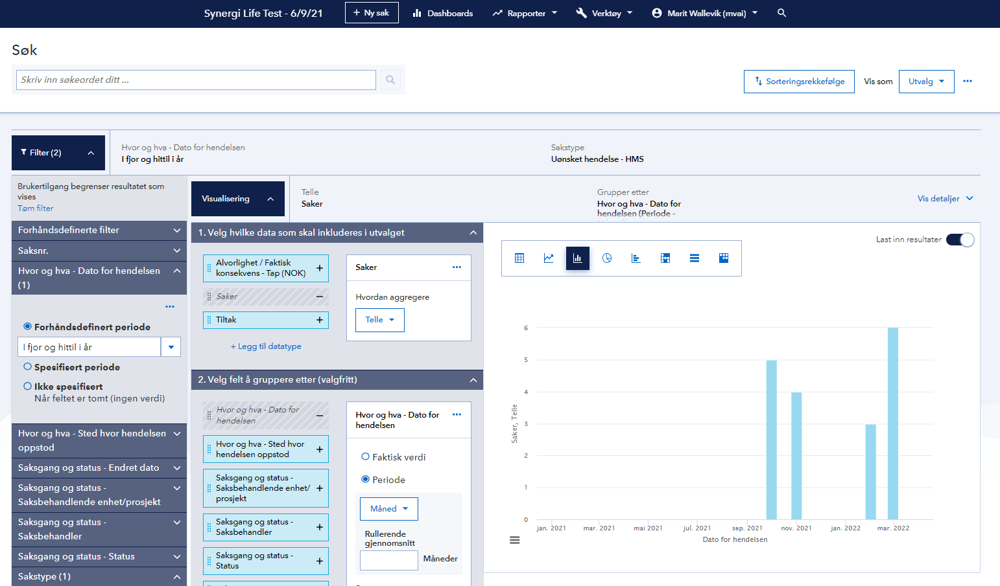 Synergi Life Test - 6/9/21
+ Ny sak
Dashboards
Rapporter
Verktøy
Marit Wallevik (mvai)
Søk
Skriv inn søkeordet ditt ...
Sorteringsrekkefølge
Vis som
Utvalg
Filter (2)
Hvor og hva - Dato for hendelsen
I fjor og hittil i år
Sakstype
Uønsket hendelse - HMS
Brukertilgang begrenser resultatet som
vises
Tøm filter
Forhåndsdefinerte filter
Saksnr.
Hvor og hva - Dato for hendelsen
(1)
Forhåndsdefinert periode
I fjor og hittil i år
Spesifisert periode
Ikke spesifisert
Når feltet er tomt (ingen verdi)
Hvor og hva - Sted hvor hendelsen
oppstod
Saksgang og status - Endret dato
Saksgang og status -
Saksbehandlende enhet/prosjekt
Saksgang og status -
Saksbehandler
Saksgang og status - Status
Sakstype (1)
Visualisering
Telle
Saker
Grupper etter
Hvor og hva - Dato for
hendelsen (Periode -
Vis detaljer
1. Velg hvilke data som skal inkluderes i utvalget
Alvorlighet / Faktisk
konsekvens - Tap (NOK)
Saker
Tiltak
+ Legg til datatype
Saker
Hvordan aggregere
Telle
2. Velg felt å gruppere etter (valgfritt)
Hvor og hva - Dato for
hendelsen
Hvor og hva - Sted hvor
hendelsen oppstod
Saksgang og status -
Saksbehandlende enhet/
prosjekt
Saksgang og status -
Saksbehandler
Saksgang og status -
Status
Hvor og hva - Dato for
hendelsen
Faktisk verdi
Periode
Måned
Rullerende
gjennomsnitt
Måneder
Last inn resultater
6
5
4
3
2
1
0
Saker, Telle
jan. 2021
mar. 2021
mai 2021
jul. 2021
sep. 2021
nov. 2021
jan. 2022
mar. 2022
Dato for hendelsen